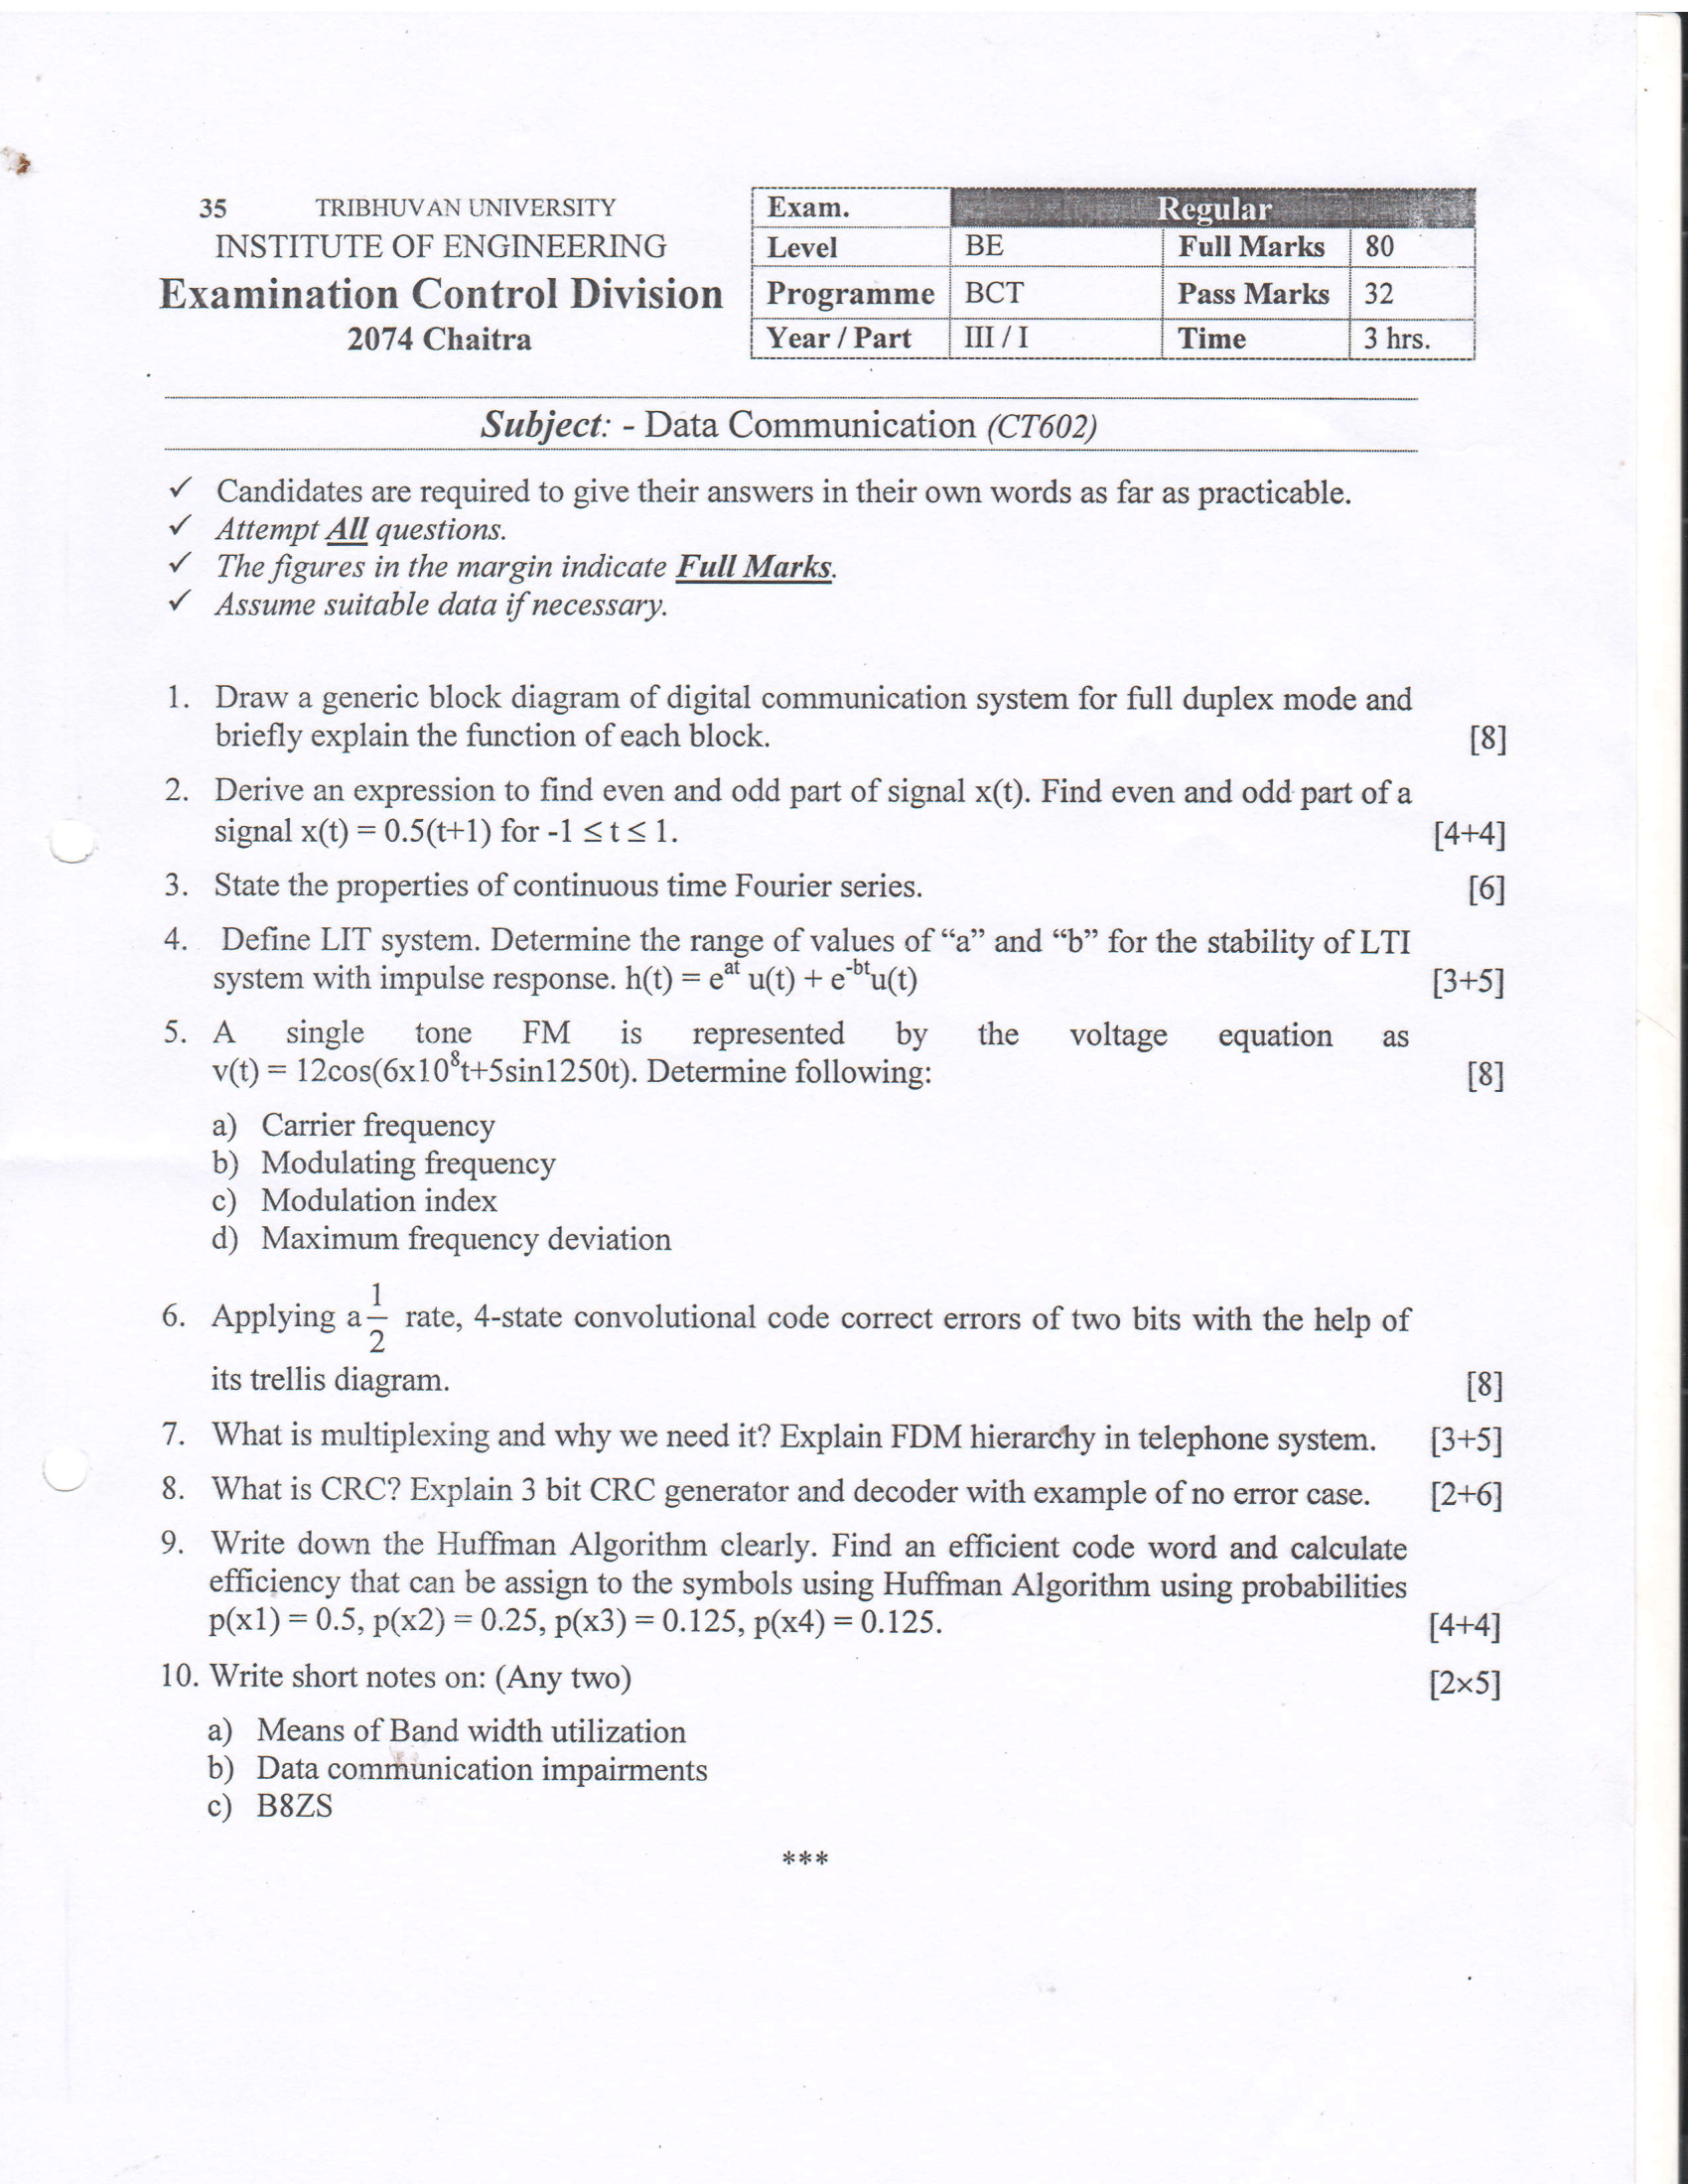 35 TRIBHUVAN UNIVERSITY
INSTITUTE OF ENGINEERING
Examination Control Division
2074 Chaitra
Exam. Regular
Level BE Full Marks 80
Programme BCT Pass Marks 32
Year / Part III / I Time 3 hrs.
Subject: - Data Communication (CT602)
✓ Candidates are required to give their answers in their own words as far as practicable.
✓ Attempt All questions.
✓ The figures in the margin indicate Full Marks.
✓ Assume suitable data if necessary.
1. Draw a generic block diagram of digital communication system for full duplex mode and
briefly explain the function of each block. [8]
2. Derive an expression to find even and odd part of signal x(t). Find even and odd part of a
signal x(t) = 0.5(t+1) for -1 ≤ t ≤ 1. [4+4]
3. State the properties of continuous time Fourier series. [6]
4. Define LIT system. Determine the range of values of “a” and “b” for the stability of LTI
system with impulse response. h(t) = e^at u(t) + e^-bt u(t) [3+5]
5. A single tone FM is represented by the voltage equation as
v(t) = 12cos(6x10⁸t+5sin1250t). Determine following: [8]
a) Carrier frequency
b) Modulating frequency
c) Modulation index
d) Maximum frequency deviation
6. Applying a 1/2 rate, 4-state convolutional code correct errors of two bits with the help of
its trellis diagram. [8]
7. What is multiplexing and why we need it? Explain FDM hierarchy in telephone system. [3+5]
8. What is CRC? Explain 3 bit CRC generator and decoder with example of no error case. [2+6]
9. Write down the Huffman Algorithm clearly. Find an efficient code word and calculate
efficiency that can be assign to the symbols using Huffman Algorithm using probabilities
p(x1) = 0.5, p(x2) = 0.25, p(x3) = 0.125, p(x4) = 0.125. [4+4]
10. Write short notes on: (Any two) [2×5]
a) Means of Band width utilization
b) Data communication impairments
c) B8ZS
***